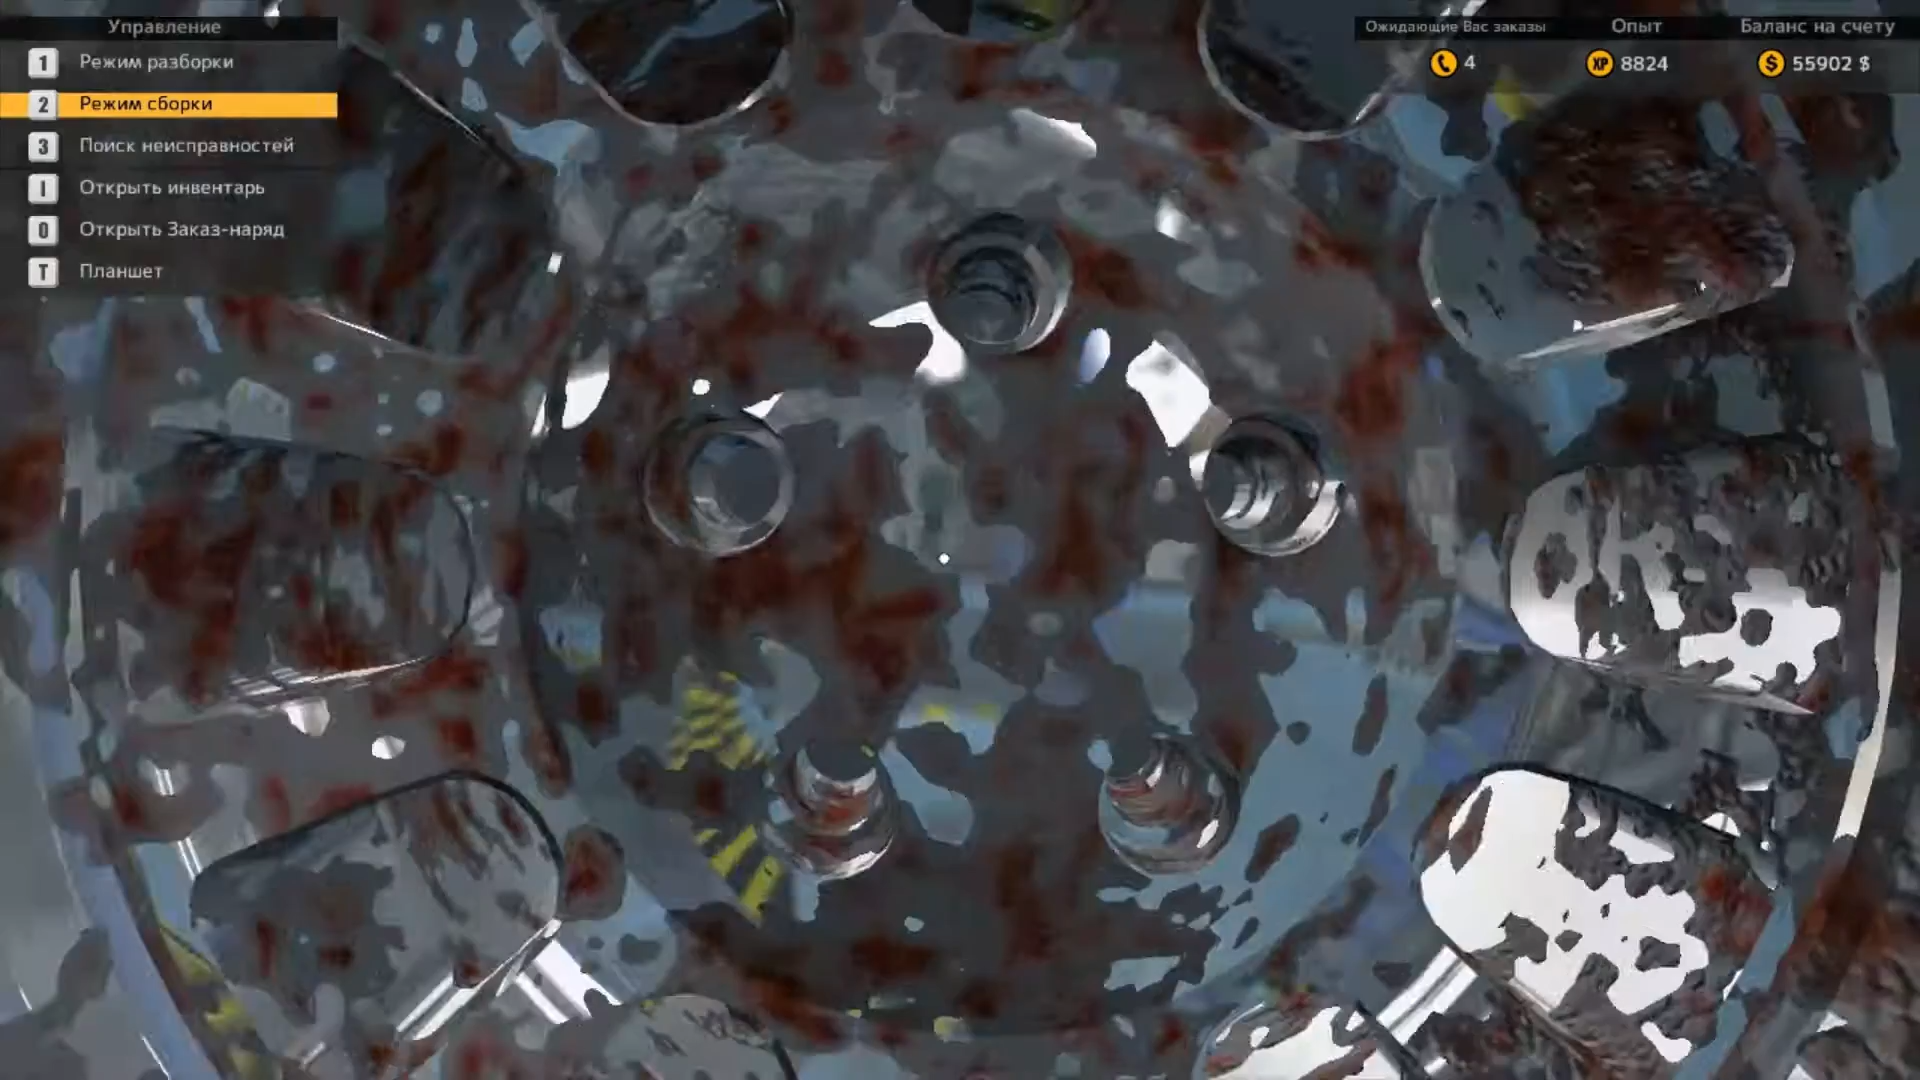 Управление
1 Режим разборки
2 Режим сборки
3 Поиск неисправностей
I Открыть инвентарь
O Открыть Заказ-наряд
T Планшет
Ожидающие Вас заказы Опыт Баланс на счету
4 XP 8824 $ 55902 $